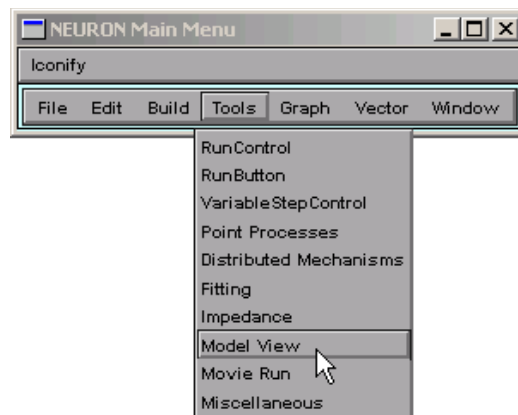 NEURON Main Menu
Iconify
File Edit Build Tools Graph Vector Window
RunControl
RunButton
VariableStepControl
Point Processes
Distributed Mechanisms
Fitting
Impedance
Model View
Movie Run
Miscellaneous